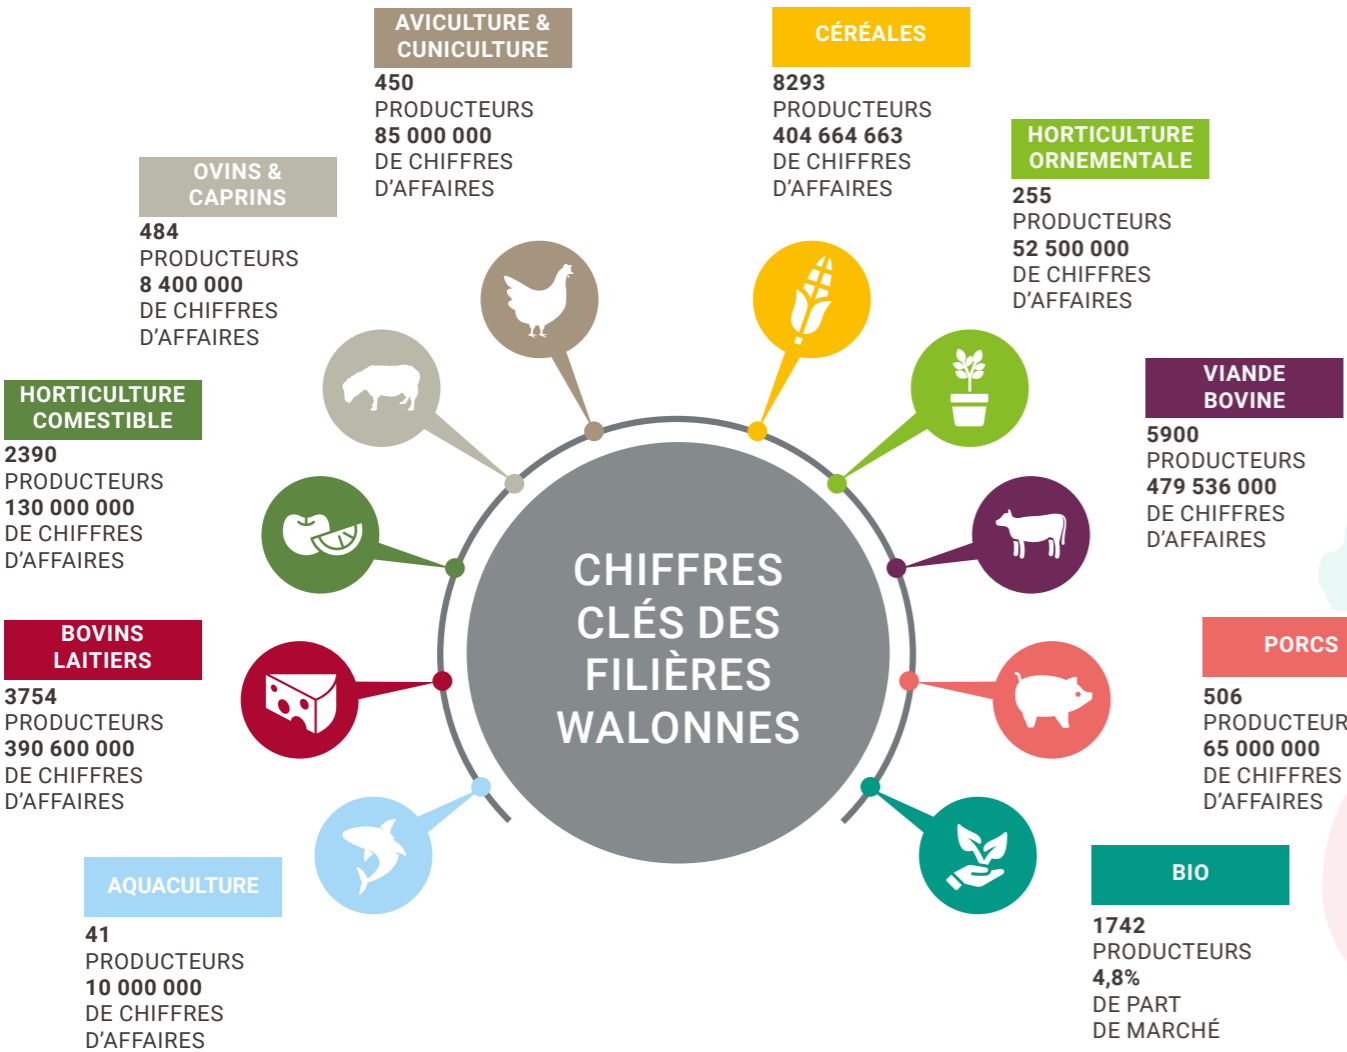 AVICULTURE &
CUNICULTURE
450
PRODUCTEURS
85 000 000
DE CHIFFRES
D’AFFAIRES
CÉRÉALES
8293
PRODUCTEURS
404 664 663
DE CHIFFRES
D’AFFAIRES
HORTICULTURE
ORNEMENTALE
255
PRODUCTEURS
52 500 000
DE CHIFFRES
D’AFFAIRES
OVINS &
CAPRINS
484
PRODUCTEURS
8 400 000
DE CHIFFRES
D’AFFAIRES
VIANDE
BOVINE
5900
PRODUCTEURS
479 536 000
DE CHIFFRES
D’AFFAIRES
HORTICULTURE
COMESTIBLE
2390
PRODUCTEURS
130 000 000
DE CHIFFRES
D’AFFAIRES
CHIFFRES
CLÉS DES
FILIÈRES
WALONNES
BOVINS
LAITIERS
3754
PRODUCTEURS
390 600 000
DE CHIFFRES
D’AFFAIRES
PORCS
506
PRODUCTEUR
65 000 000
DE CHIFFRES
D’AFFAIRES
AQUACULTURE
41
PRODUCTEURS
10 000 000
DE CHIFFRES
D’AFFAIRES
BIO
1742
PRODUCTEURS
4,8%
DE PART
DE MARCHÉ